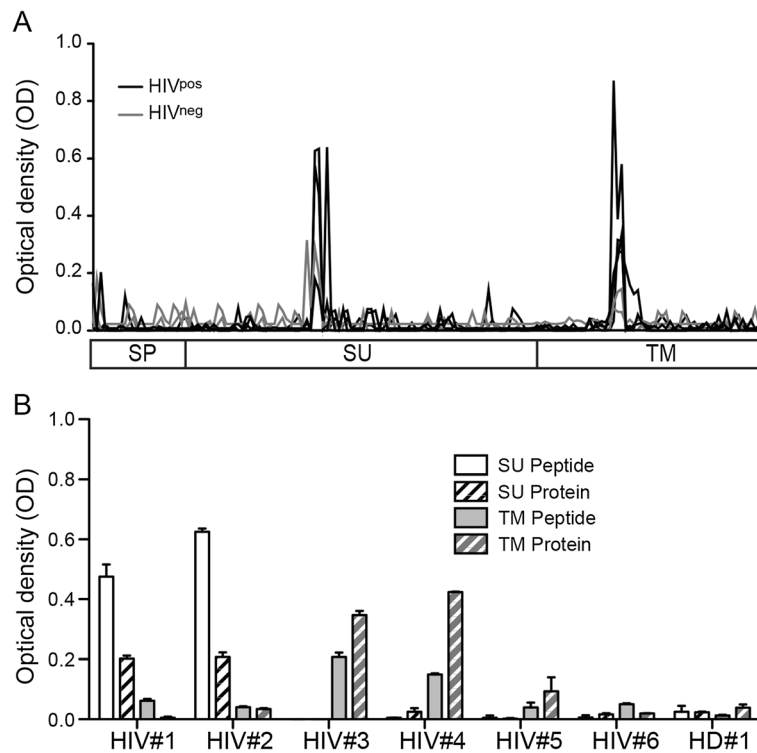 A
Optical density (OD)
1.0
0.8
0.6
0.4
0.2
0.0
HIVpos
HIVneg
SP SU TM
B
Optical density (OD)
1.0
0.8
0.6
0.4
0.2
0.0
SU Peptide
SU Protein
TM Peptide
TM Protein
HIV#1 HIV#2 HIV#3 HIV#4 HIV#5 HIV#6 HD#1